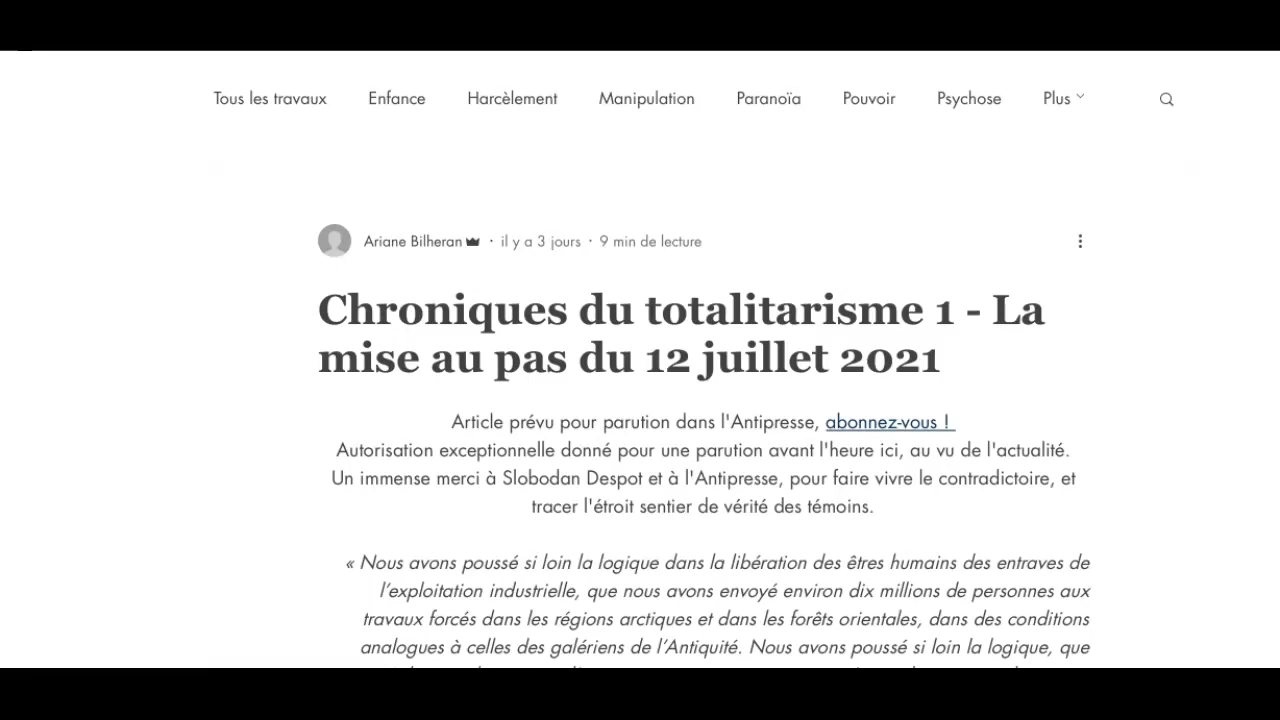 Tous les travaux Enfance Harcèlement Manipulation Paranoïa Pouvoir Psychose Plus
Ariane Bilheran · il y a 3 jours · 9 min de lecture
Chroniques du totalitarisme 1 - La
mise au pas du 12 juillet 2021
Article prévu pour parution dans l'Antipresse, abonnez-vous !
Autorisation exceptionnelle donné pour une parution avant l'heure ici, au vu de l'actualité.
Un immense merci à Slobodan Despot et à l'Antipresse, pour faire vivre le contradictoire, et
tracer l'étroit sentier de vérité des témoins.
« Nous avons poussé si loin la logique dans la libération des êtres humains des entraves de
l’exploitation industrielle, que nous avons envoyé environ dix millions de personnes aux
travaux forcés dans les régions arctiques et dans les forêts orientales, dans des conditions
analogues à celles des galériens de l’Antiquité. Nous avons poussé si loin la logique, que